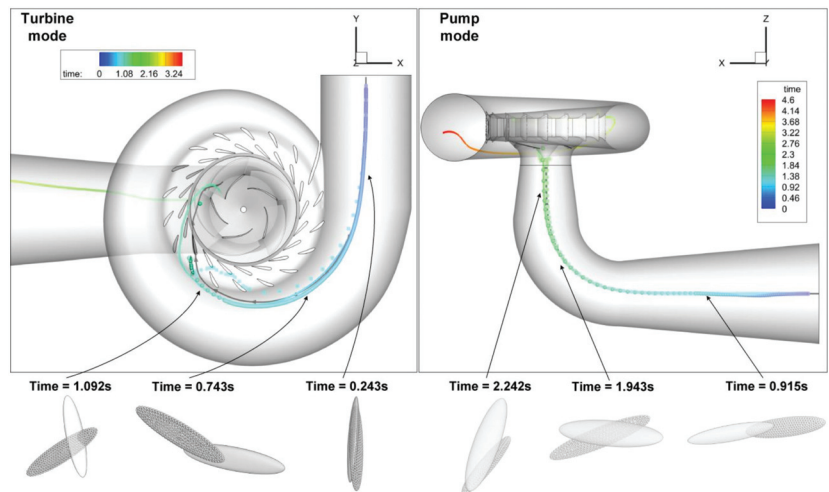 Turbine
mode
time: 0 1.08 2.16 3.24
Y
Z X
Pump
mode
Z
X Y
time
4.6
4.14
3.68
3.22
2.76
2.3
1.84
1.38
0.92
0.46
0
Time = 1.092s Time = 0.743s Time = 0.243s Time = 2.242s Time = 1.943s Time = 0.915s